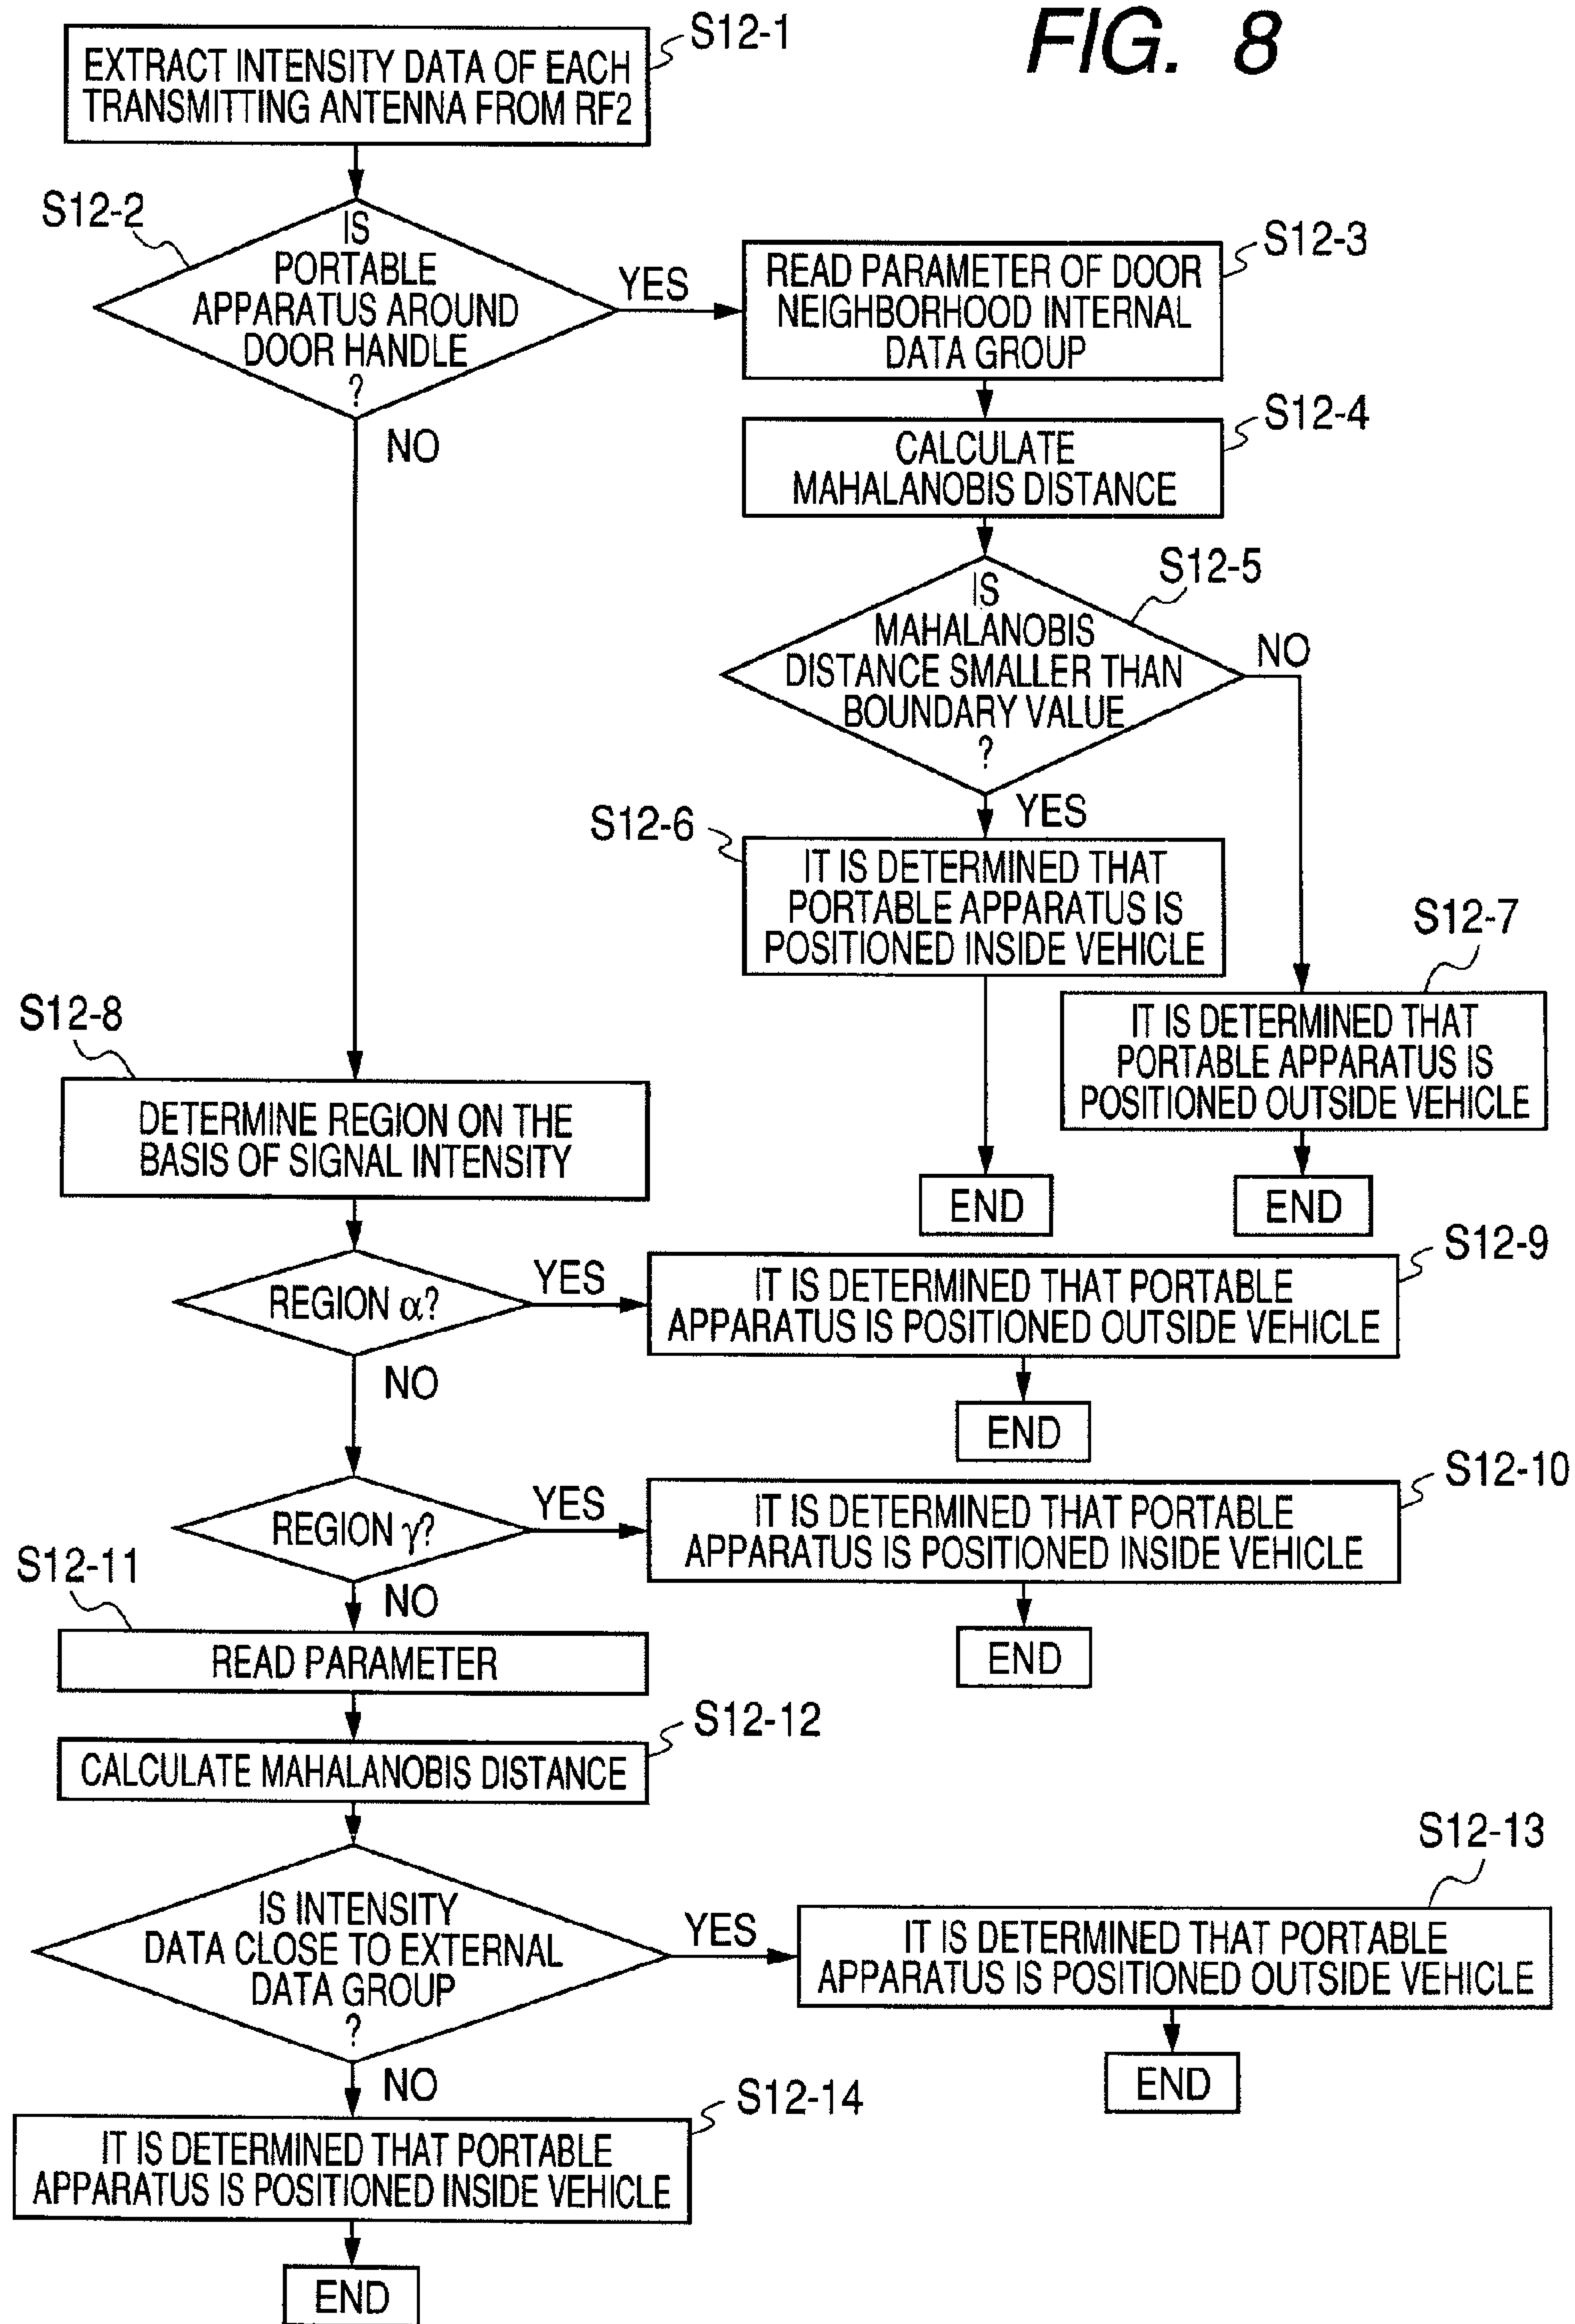 FIG. 8
S12-1
EXTRACT INTENSITY DATA OF EACH
TRANSMITTING ANTENNA FROM RF2
S12-2
IS
PORTABLE
APPARATUS AROUND
DOOR HANDLE
?
YES
NO
S12-3
READ PARAMETER OF DOOR
NEIGHBORHOOD INTERNAL
DATA GROUP
S12-4
CALCULATE
MAHALANOBIS DISTANCE
S12-5
IS
MAHALANOBIS
DISTANCE SMALLER THAN
BOUNDARY VALUE
?
NO
YES
S12-6
IT IS DETERMINED THAT
PORTABLE APPARATUS IS
POSITIONED INSIDE VEHICLE
END
S12-7
IT IS DETERMINED THAT
PORTABLE APPARATUS IS
POSITIONED OUTSIDE VEHICLE
END
S12-8
DETERMINE REGION ON THE
BASIS OF SIGNAL INTENSITY
REGION α?
YES
NO
S12-9
IT IS DETERMINED THAT PORTABLE
APPARATUS IS POSITIONED OUTSIDE VEHICLE
END
REGION γ?
YES
NO
S12-10
IT IS DETERMINED THAT PORTABLE
APPARATUS IS POSITIONED INSIDE VEHICLE
END
S12-11
READ PARAMETER
S12-12
CALCULATE MAHALANOBIS DISTANCE
IS INTENSITY
DATA CLOSE TO EXTERNAL
DATA GROUP
?
YES
NO
S12-13
IT IS DETERMINED THAT PORTABLE
APPARATUS IS POSITIONED OUTSIDE VEHICLE
END
S12-14
IT IS DETERMINED THAT PORTABLE
APPARATUS IS POSITIONED INSIDE VEHICLE
END